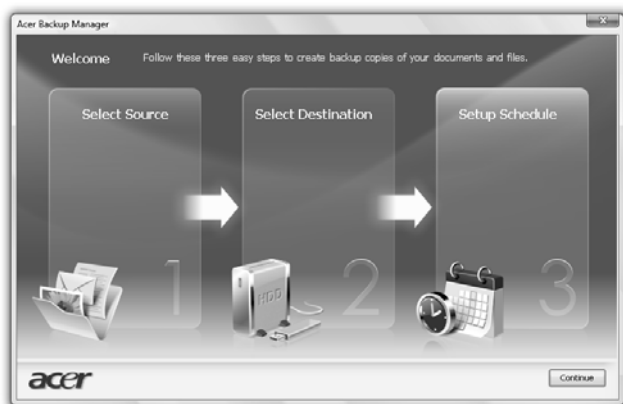 Acer Backup Manager
Welcome
Follow these three easy steps to create backup copies of your documents and files.
Select Source
Select Destination
Setup Schedule
1
HDD
2
3
acer
Continue